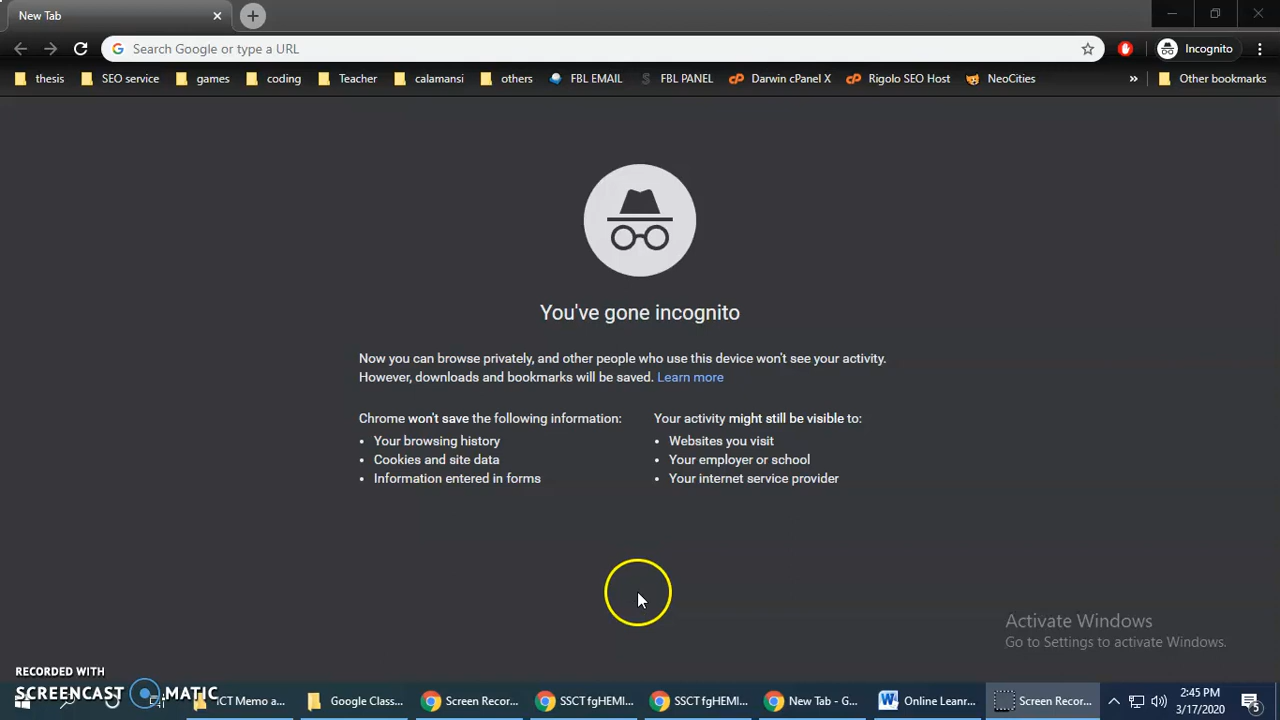 New Tab
Search Google or type a URL
Incognito
thesis
SEO service
games
coding
Teacher
calamansi
others
FBL EMAIL
FBL PANEL
Darwin cPanel X
Rigolo SEO Host
NeoCities
»
Other bookmarks
You've gone incognito
Now you can browse privately, and other people who use this device won't see your activity.
However, downloads and bookmarks will be saved. Learn more
Chrome won't save the following information:
• Your browsing history
• Cookies and site data
• Information entered in forms
Your activity might still be visible to:
• Websites you visit
• Your employer or school
• Your internet service provider
Activate Windows
Go to Settings to activate Windows.
RECORDED WITH
SCREENCAST MATIC
ICT Memo a...
Google Class...
Screen Recor...
SSCT fgHEMI...
SSCT fgHEMI...
New Tab - G...
Online Leanr...
Screen Recor...
2:45 PM
3/17/2020
5